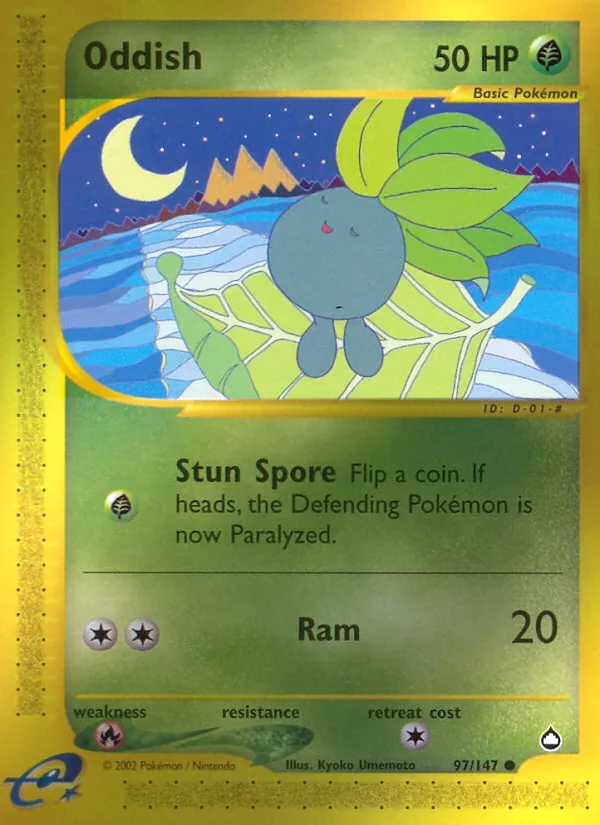 Oddish 50 HP
Basic Pokémon
ID: D-01-#
Stun Spore Flip a coin. If
heads, the Defending Pokémon is
now Paralyzed.
Ram 20
weakness resistance retreat cost
© 2002 Pokémon / Nintendo Illus. Kyoko Umemoto 97/147
e